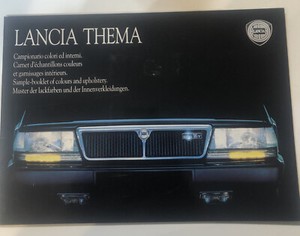 LANCIA THEMA
LANCIA
Campionario colori ed interni.
Carnet d'échantillons couleurs
et garnissages intérieurs.
Sample-booklet of colours and upholstery.
Muster der lackfarben und der Innenverkleidungen.